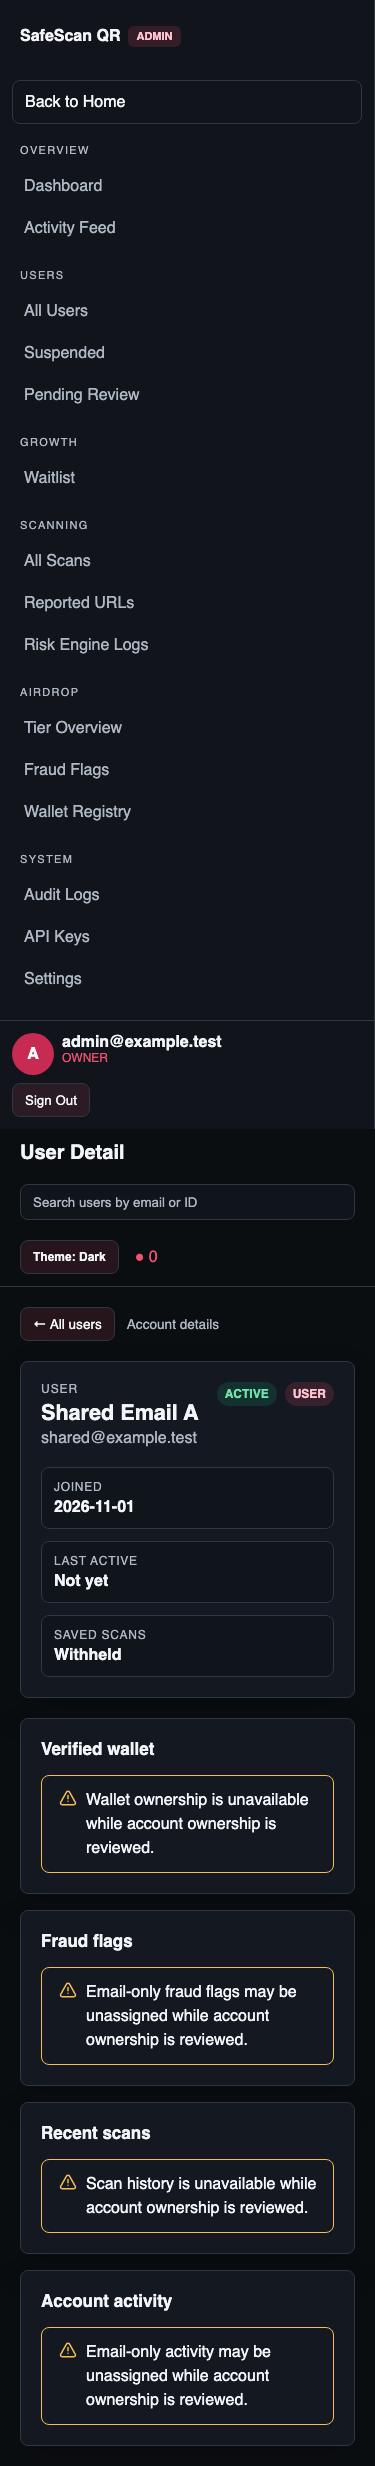 SafeScan QR ADMIN
Back to Home
OVERVIEW
Dashboard
Activity Feed
USERS
All Users
Suspended
Pending Review
GROWTH
Waitlist
SCANNING
All Scans
Reported URLs
Risk Engine Logs
AIRDROP
Tier Overview
Fraud Flags
Wallet Registry
SYSTEM
Audit Logs
API Keys
Settings
A
admin@example.test
OWNER
Sign Out
User Detail
Search users by email or ID
Theme: Dark
● 0
← All users
Account details
USER
ACTIVE
USER
Shared Email A
shared@example.test
JOINED
2026-11-01
LAST ACTIVE
Not yet
SAVED SCANS
Withheld
Verified wallet
Wallet ownership is unavailable
while account ownership is
reviewed.
Fraud flags
Email-only fraud flags may be
unassigned while account
ownership is reviewed.
Recent scans
Scan history is unavailable while
account ownership is reviewed.
Account activity
Email-only activity may be
unassigned while account
ownership is reviewed.